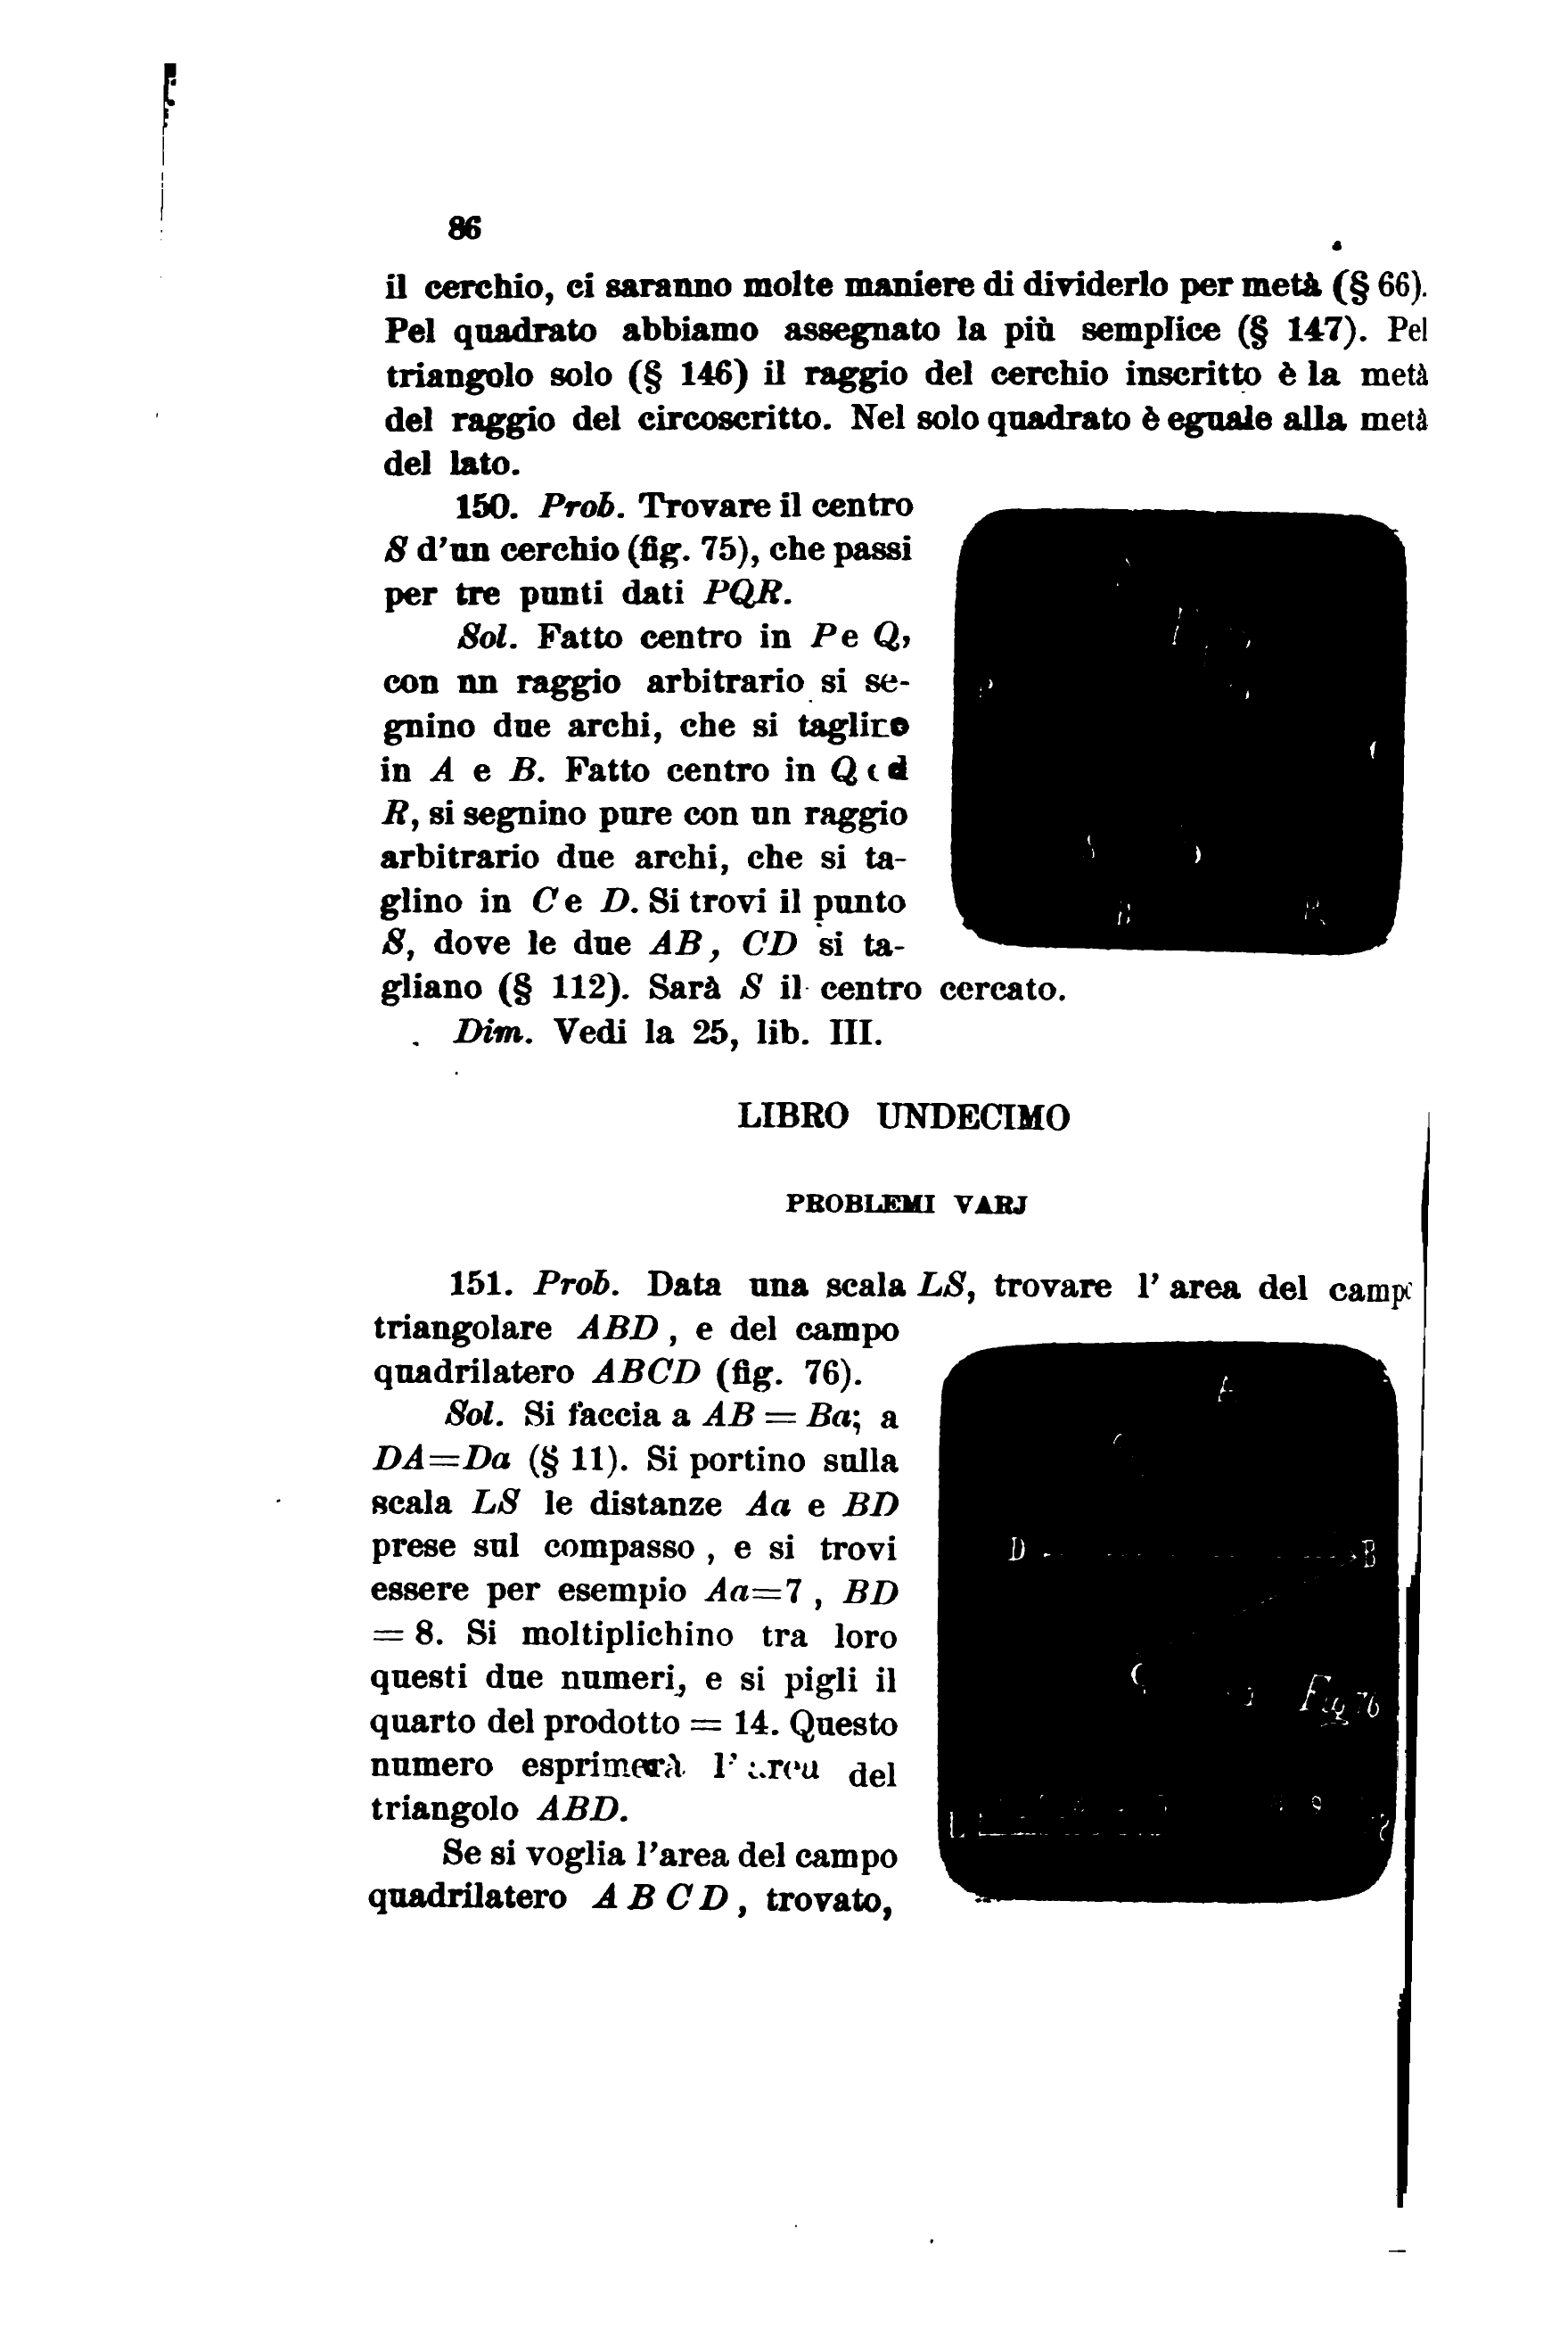 86
il cerchio, ci saranno molte maniere di dividerlo per metà (§ 66).
Pel quadrato abbiamo assegnato la più semplice (§ 147). Pel
triangolo solo (§ 146) il raggio del cerchio inscritto è la metà
del raggio del circoscritto. Nel solo quadrato è eguale alla metà
del lato.
150. Prob. Trovare il centro
S d'un cerchio (fig. 75), che passi
per tre punti dati PQR.
Sol. Fatto centro in P e Q,
con un raggio arbitrario si se-
gnino due archi, che si taglino
in A e B. Fatto centro in Q ed
R, si segnino pure con un raggio
arbitrario due archi, che si ta-
glino in C e D. Si trovi il punto
S, dove le due AB, CD si ta-
gliano (§ 112). Sarà S il centro cercato.
Dim. Vedi la 25, lib. III.
LIBRO UNDECIMO
PROBLEMI VARJ
151. Prob. Data una scala LS, trovare l' area del campo
triangolare ABD, e del campo
quadrilatero ABCD (fig. 76).
Sol. Si faccia a AB = Ba; a
DA=Da (§ 11). Si portino sulla
scala LS le distanze Aa e BD
prese sul compasso, e si trovi
essere per esempio Aa=7, BD
= 8. Si moltiplichino tra loro
questi due numeri, e si pigli il
quarto del prodotto = 14. Questo
numero esprimerà l' area del
triangolo ABD.
Se si voglia l'area del campo
quadrilatero A B C D, trovato,
A
D
B
C
Fig 76
L
9